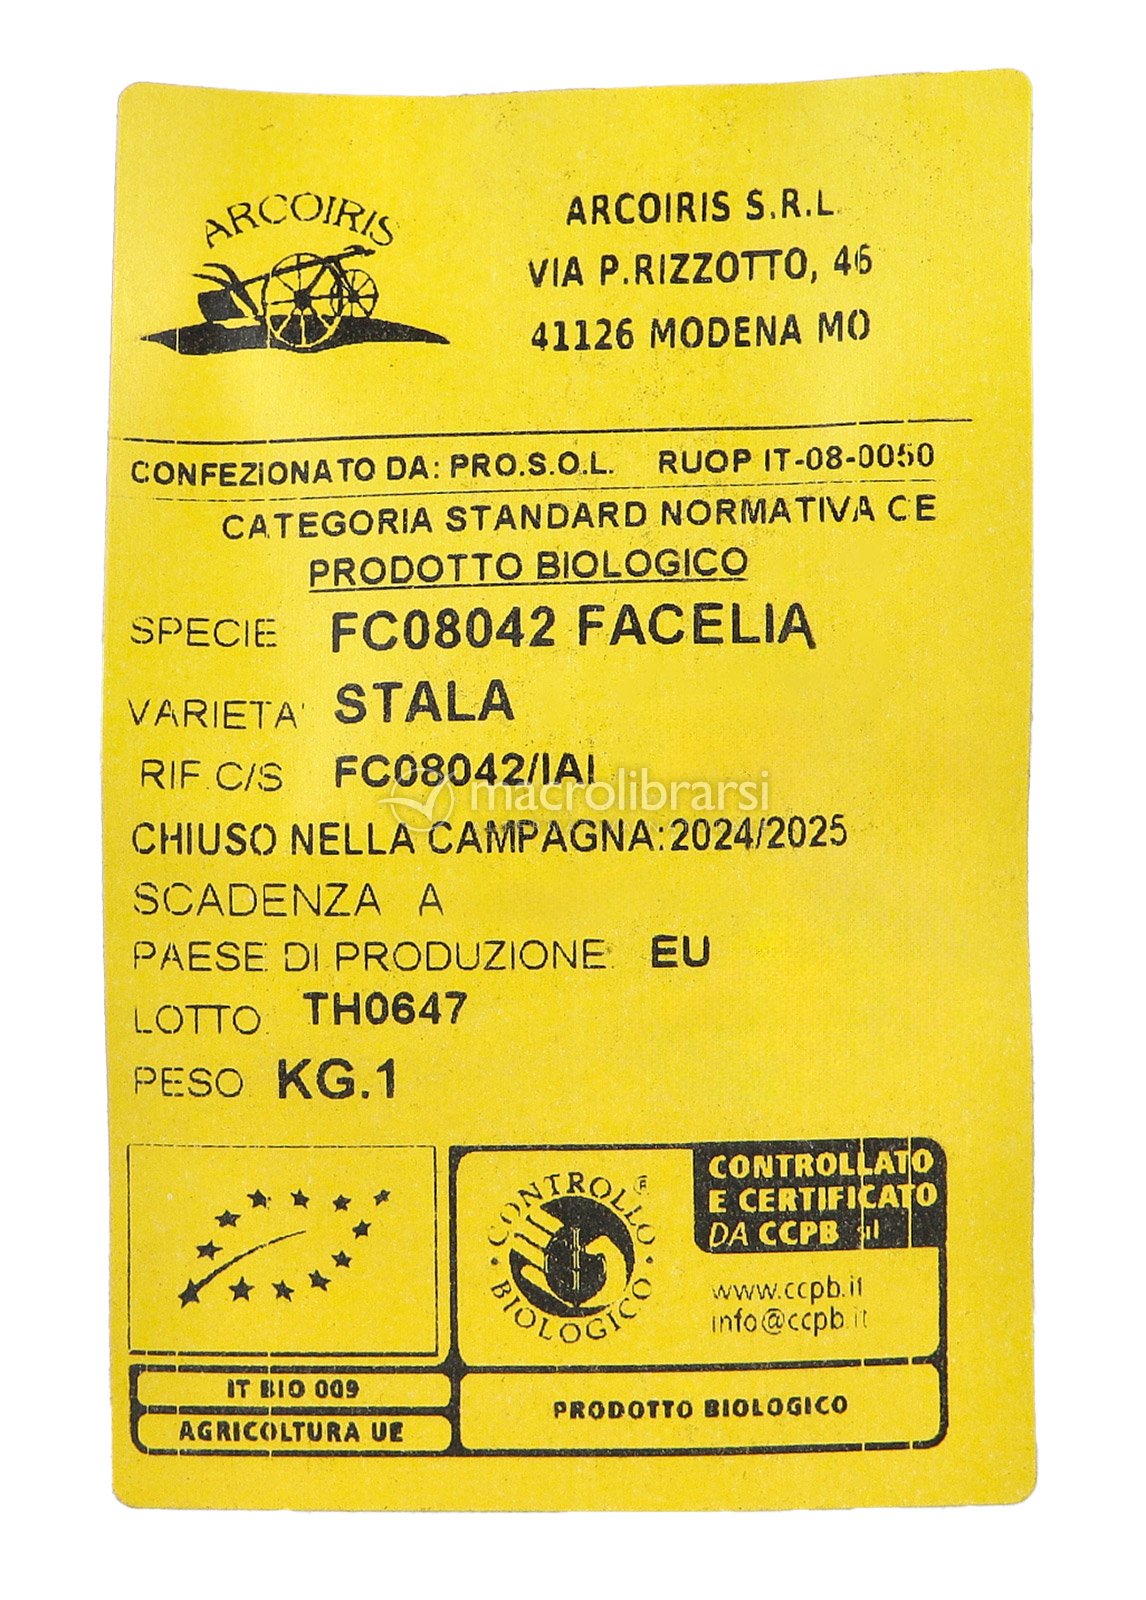 ARCOIRIS
ARCOIRIS S.R.L.
VIA P.RIZZOTTO, 46
41126 MODENA MO
CONFEZIONATO DA: PRO.S.O.L. RUOP IT-08-0050
CATEGORIA STANDARD NORMATIVA CE
PRODOTTO BIOLOGICO
SPECIE FC08042 FACELIA
VARIETA' STALA
RIF.C/S FC08042/IAI
macrolibrarsi
CHIUSO NELLA CAMPAGNA:2024/2025
SCADENZA A
PAESE DI PRODUZIONE EU
LOTTO TH0647
PESO KG.1
CONTROLLO BIOLOGICO ®
CONTROLLATO
E CERTIFICATO
DA CCPB srl
www.ccpb.it
info@ccpb.it
IT BIO 009
AGRICOLTURA UE
PRODOTTO BIOLOGICO